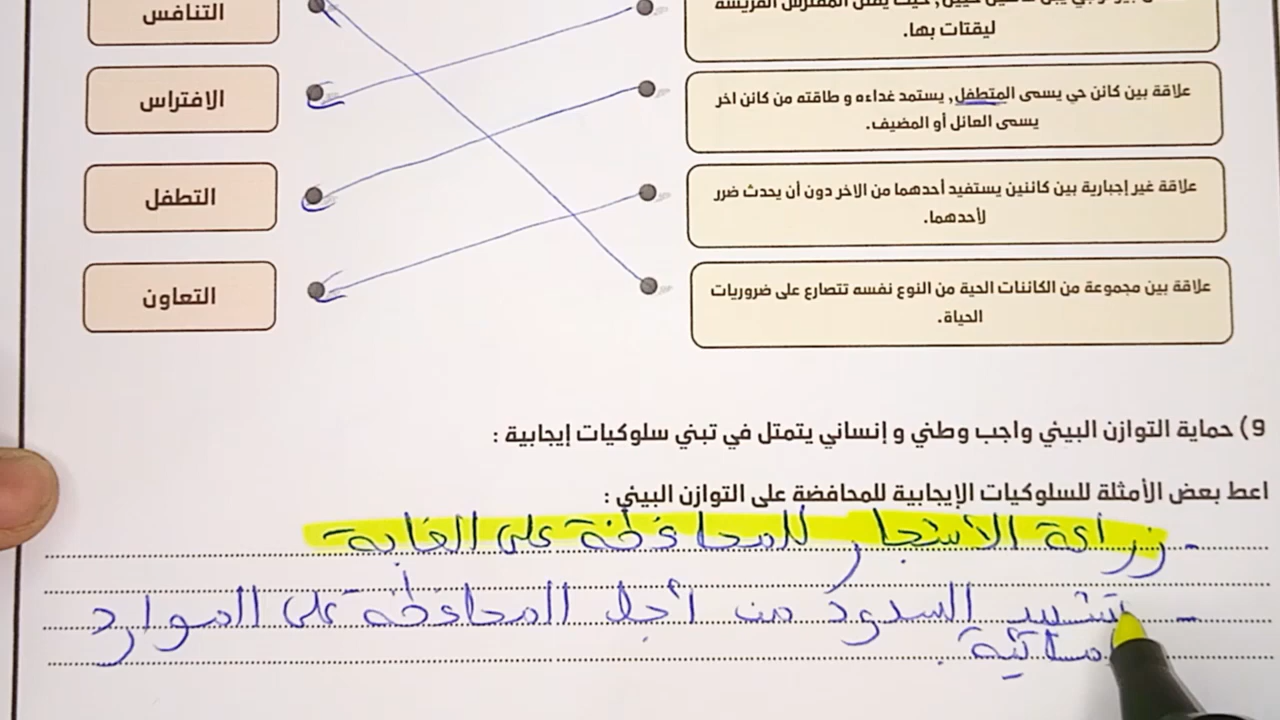 التنافس
ليقتات بها.
الافتراس
علاقة بين كائن حي يسمى المتطفل, يستمد غداءه و طاقته من كائن اخر
يسمى العائل أو المضيف.
التطفل
علاقة غير إجبارية بين كائنين يستفيد أحدهما من الاخر دون أن يحدث ضرر
لأحدهما.
التعاون
علاقة بين مجموعة من الكائنات الحية من النوع نفسه تتصارع على ضروريات
الحياة.
9) حماية التوازن البيئي واجب وطني و إنساني يتمتل في تبني سلوكيات إيجابية :
اعط بعض الأمثلة للسلوكيات الإيجابية للمحافضة على التوازن البيئي :
- زراعة الأشجار للمحافظة على الغابة
- تشييد السدود من أجل المحافظة على الموارد
المائية.